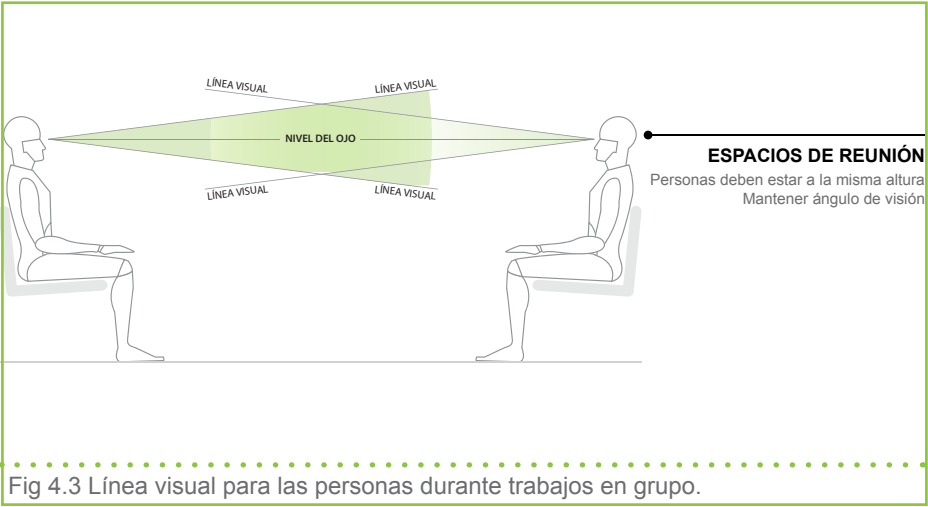 LÍNEA VISUAL
LÍNEA VISUAL
NIVEL DEL OJO
LÍNEA VISUAL
LÍNEA VISUAL
ESPACIOS DE REUNIÓN
Personas deben estar a la misma altura
Mantener ángulo de visión
Fig 4.3 Línea visual para las personas durante trabajos en grupo.